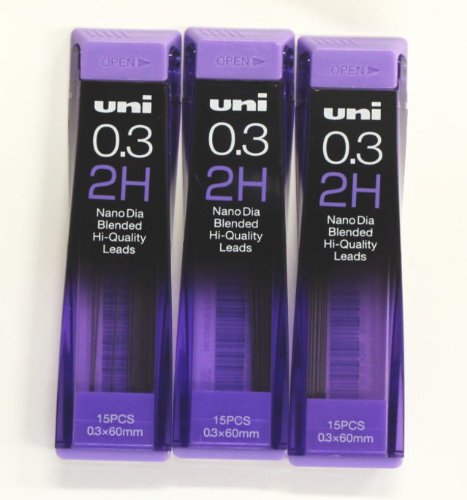 OPEN
uni
0.3
2H
Nano Dia
Blended
Hi-Quality
Leads
15PCS
0.3×60mm
OPEN
uni
0.3
2H
Nano Dia
Blended
Hi-Quality
Leads
15PCS
0.3×60mm
OPEN
uni
0.3
2H
Nano Dia
Blended
Hi-Quality
Leads
15PCS
0.3×60mm